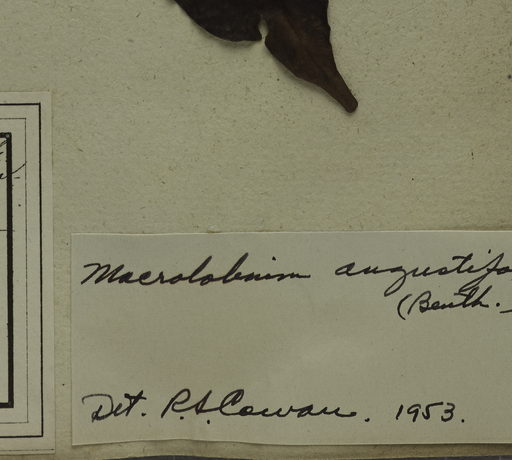 Macrolobium angustifo
(Benth.
Det. R.S. Cowan. 1953.